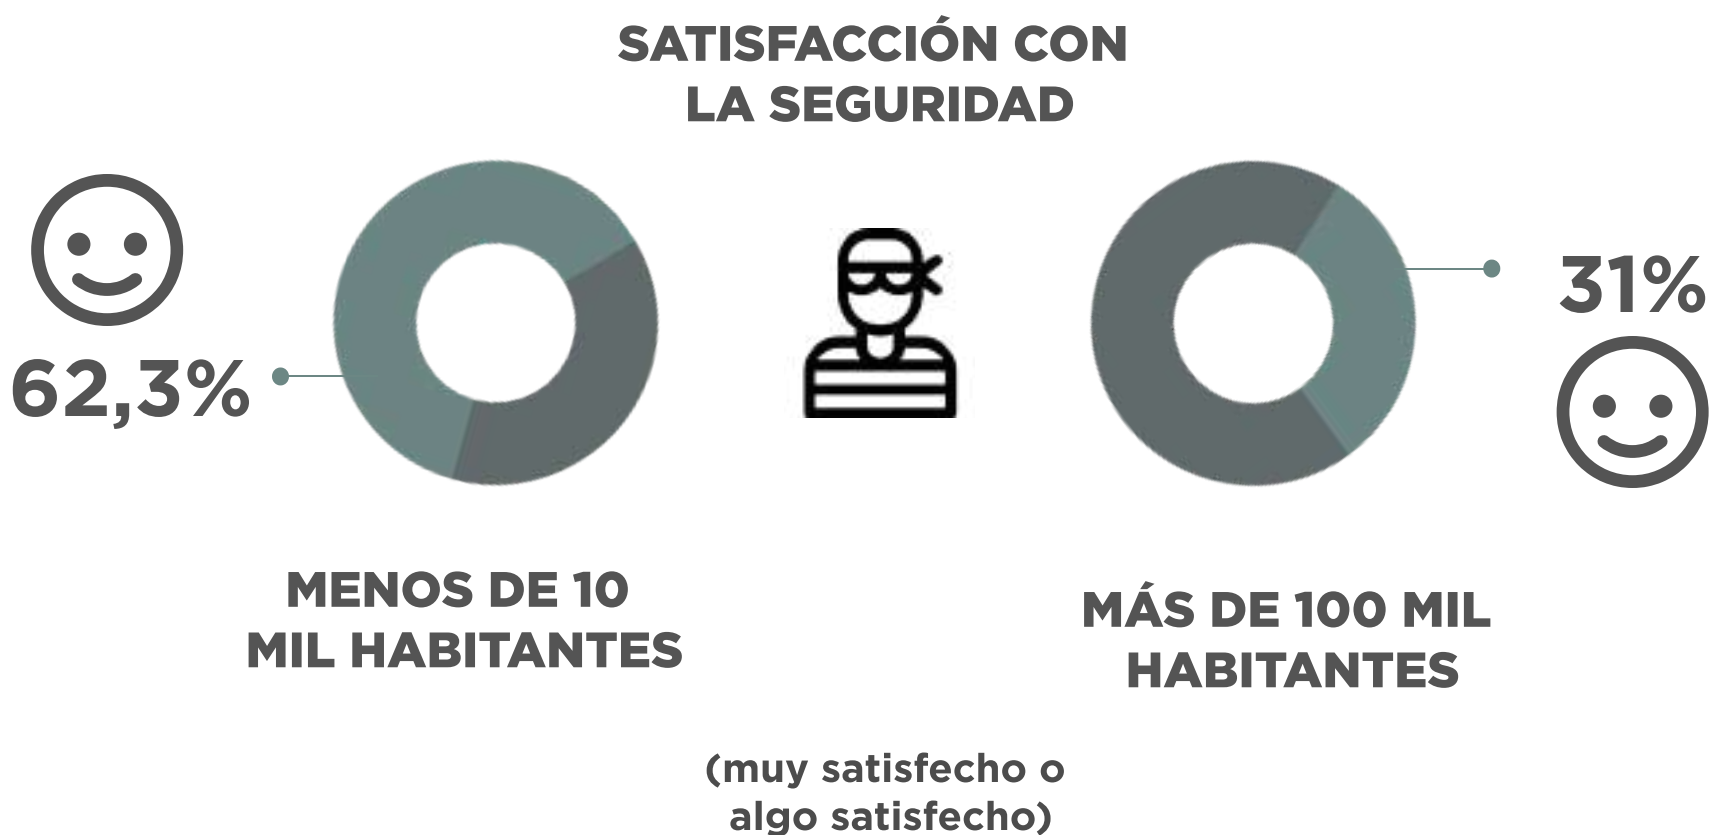 SATISFACCIÓN CON
LA SEGURIDAD
62,3%
31%
MENOS DE 10
MIL HABITANTES
MÁS DE 100 MIL
HABITANTES
(muy satisfecho o
algo satisfecho)